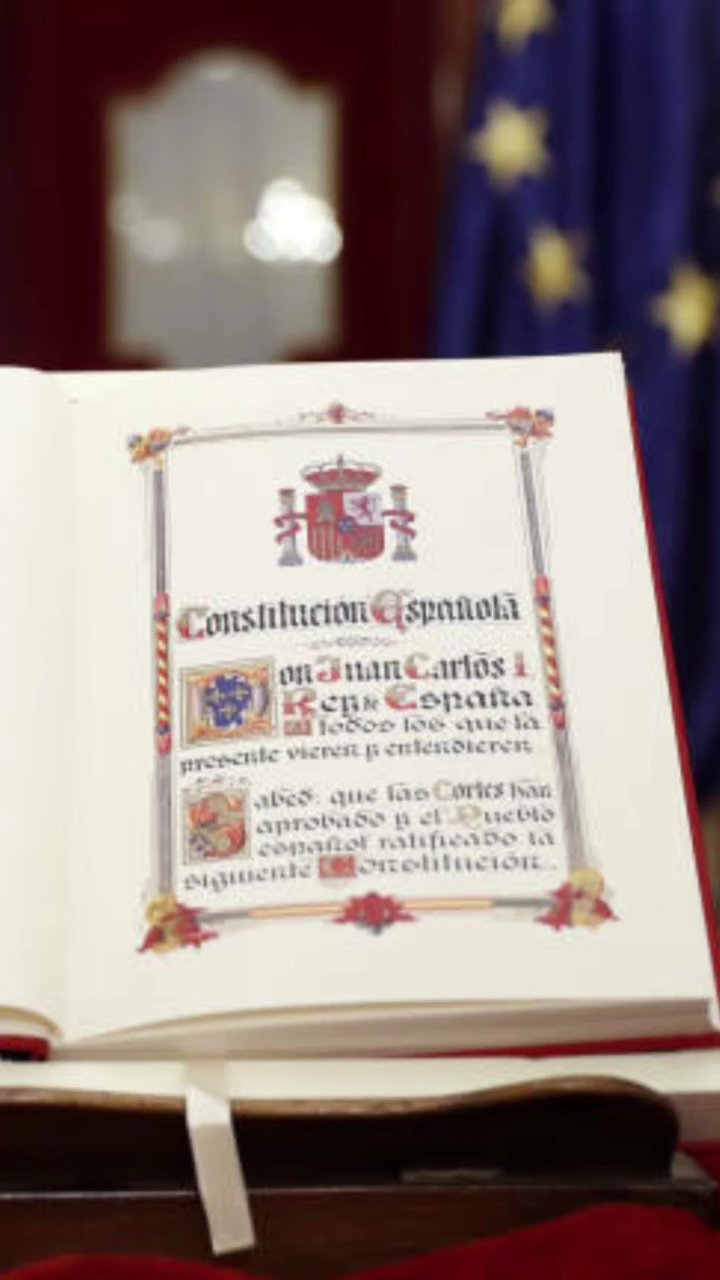 Constitución Española
Don Juan Carlos I
Rey de España
A todos los que la
presente vieren y entendieren
Sabed: que las Cortes han
aprobado y el Pueblo
español ratificado la
siguiente Constitución.